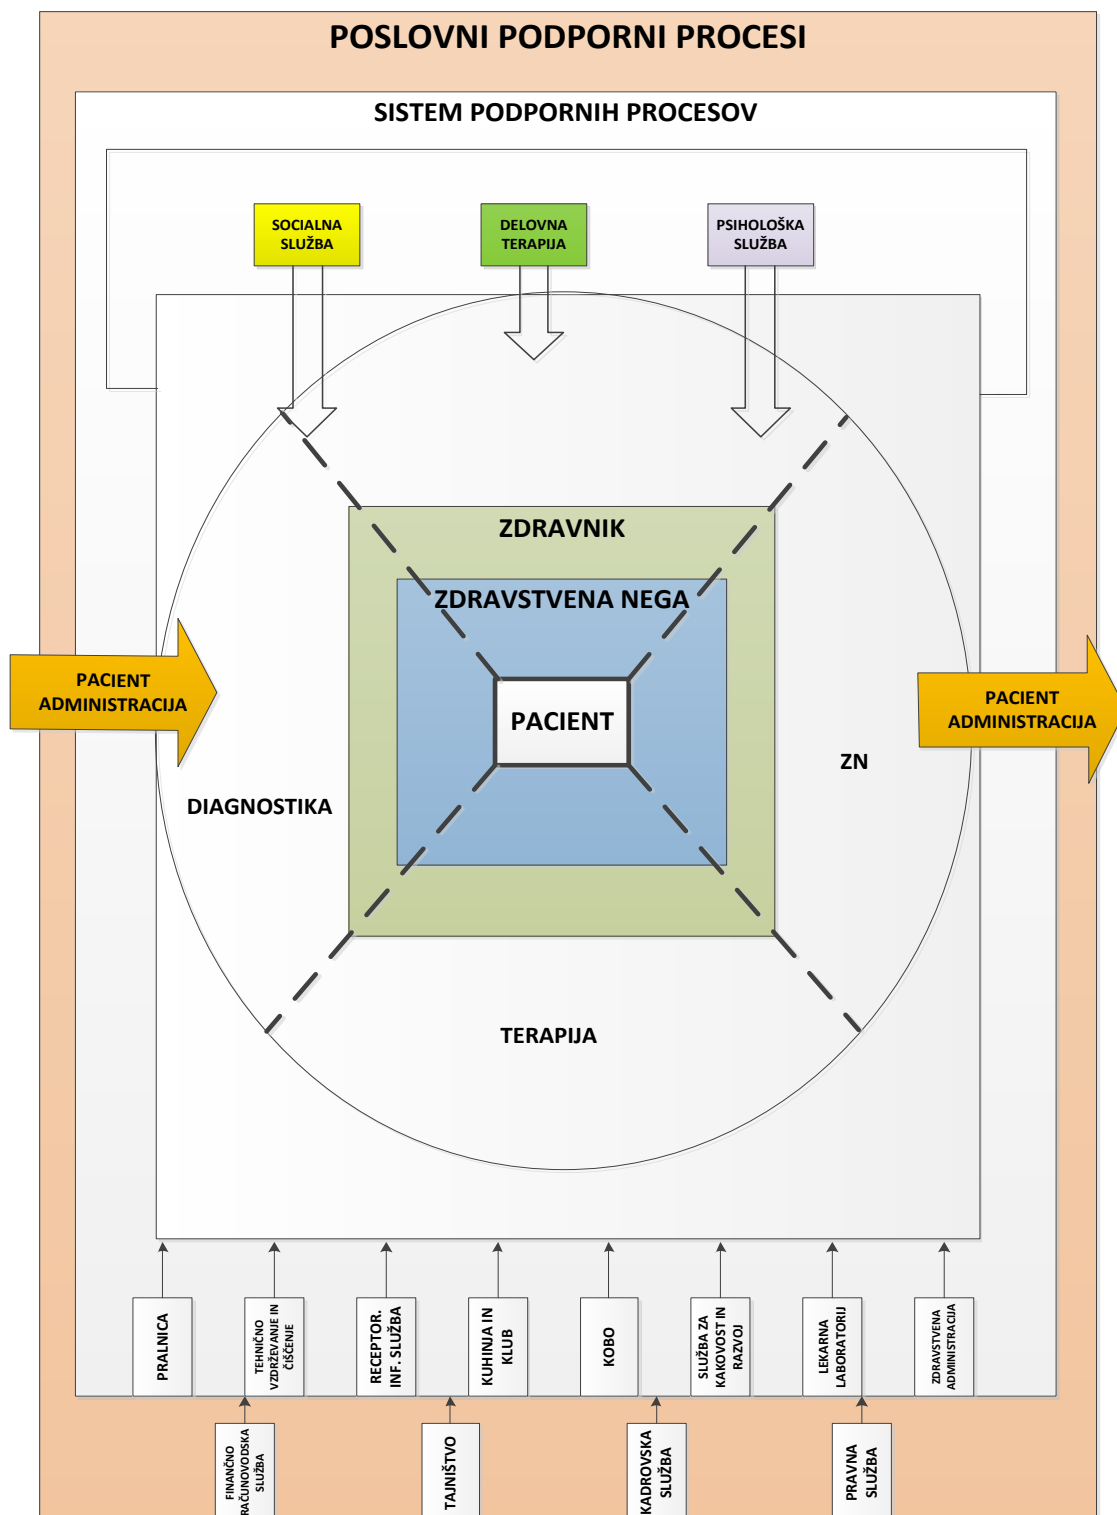 POSLOVNI PODPORNI PROCESI
SISTEM PODPORNIH PROCESOV
SOCIALNA
SLUŽBA
DELOVNA
TERAPIJA
PSIHOLOŠKA
SLUŽBA
ZDRAVNIK
ZDRAVSTVENA NEGA
PACIENT
ADMINISTRACIJA
PACIENT
PACIENT
ADMINISTRACIJA
ZN
DIAGNOSTIKA
TERAPIJA
PRALNICA
TEHNIČNO
VZDRŽEVANJE IN
ČIŠČENJE
RECEPTOR.
INF. SLUŽBA
KUHINJA IN
KLUB
KOBO
SLUŽBA ZA
KAKOVOST IN
RAZVOJ
LEKARNA
LABORATORIJ
ZDRAVSTVENA
ADMINISTRACIJA
FINANČNO
RAČUNOVODSKA
SLUŽBA
TAJNIŠTVO
KADROVSKA
SLUŽBA
PRAVNA
SLUŽBA